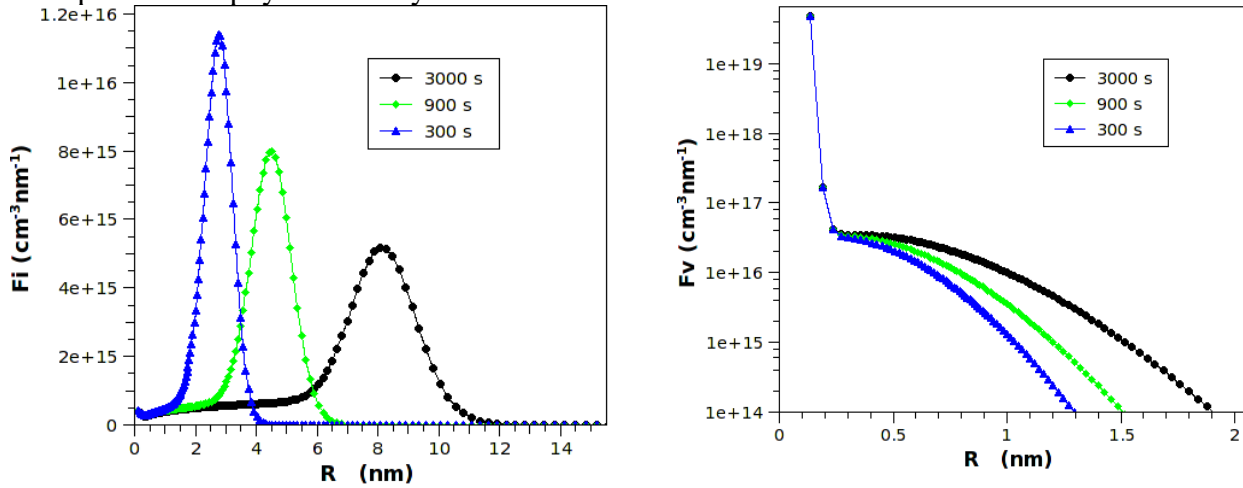 1.2e+16
1e+16
8e+15
6e+15
4e+15
2e+15
0
Fi (cm⁻³nm⁻¹)
3000 s
900 s
300 s
0 2 4 6 8 10 12 14
R (nm)
1e+19
1e+18
1e+17
1e+16
1e+15
1e+14
Fv (cm⁻³nm⁻¹)
3000 s
900 s
300 s
0 0.5 1 1.5 2
R (nm)